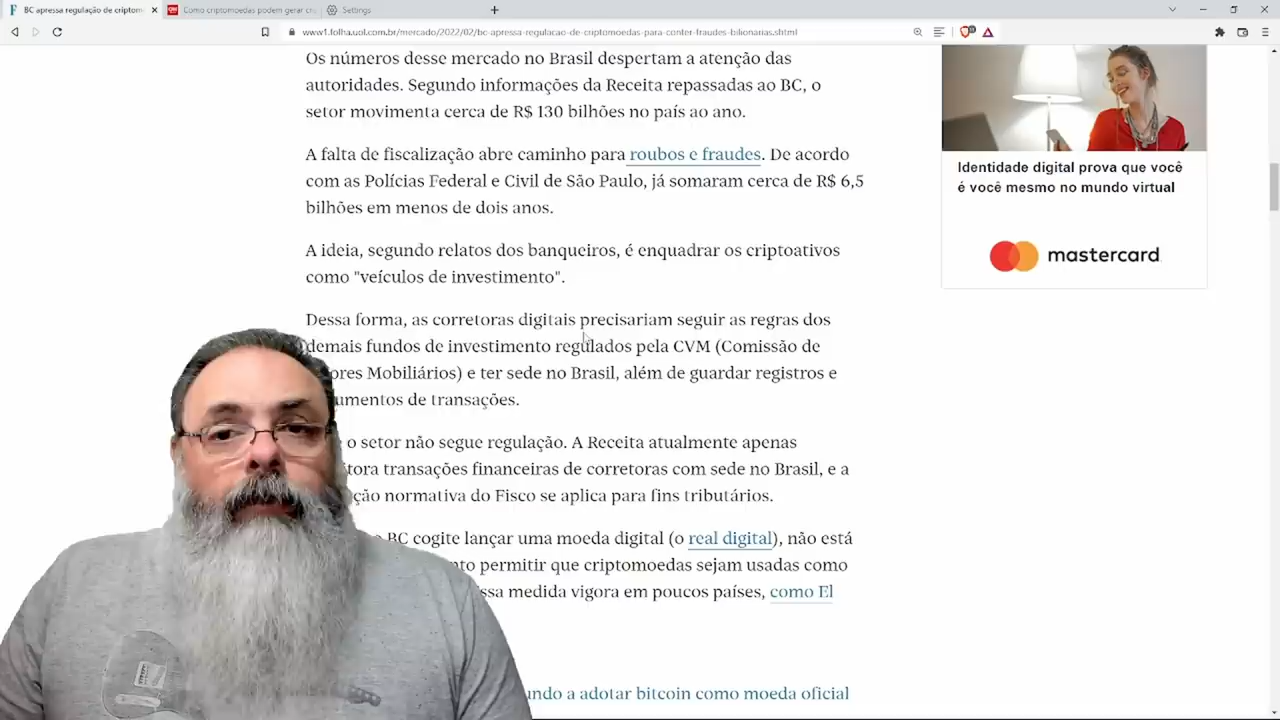 BC apressa regulação de criptom
Como criptomoedas podem gerar cri
Settings
www1.folha.uol.com.br/mercado/2022/02/bc-apressa-regulacao-de-criptomoedas-para-conter-fraudes-bilionarias.shtml
Os números desse mercado no Brasil despertam a atenção das
autoridades. Segundo informações da Receita repassadas ao BC, o
setor movimenta cerca de R$ 130 bilhões no país ao ano.
A falta de fiscalização abre caminho para roubos e fraudes. De acordo
com as Polícias Federal e Civil de São Paulo, já somaram cerca de R$ 6,5
bilhões em menos de dois anos.
A ideia, segundo relatos dos banqueiros, é enquadrar os criptoativos
como "veículos de investimento".
Dessa forma, as corretoras digitais precisariam seguir as regras dos
demais fundos de investimento regulados pela CVM (Comissão de
ores Mobiliários) e ter sede no Brasil, além de guardar registros e
umentos de transações.
o setor não segue regulação. A Receita atualmente apenas
tora transações financeiras de corretoras com sede no Brasil, e a
ção normativa do Fisco se aplica para fins tributários.
BC cogite lançar uma moeda digital (o real digital), não está
nto permitir que criptomoedas sejam usadas como
ssa medida vigora em poucos países, como El
undo a adotar bitcoin como moeda oficial
Identidade digital prova que você
é você mesmo no mundo virtual
mastercard